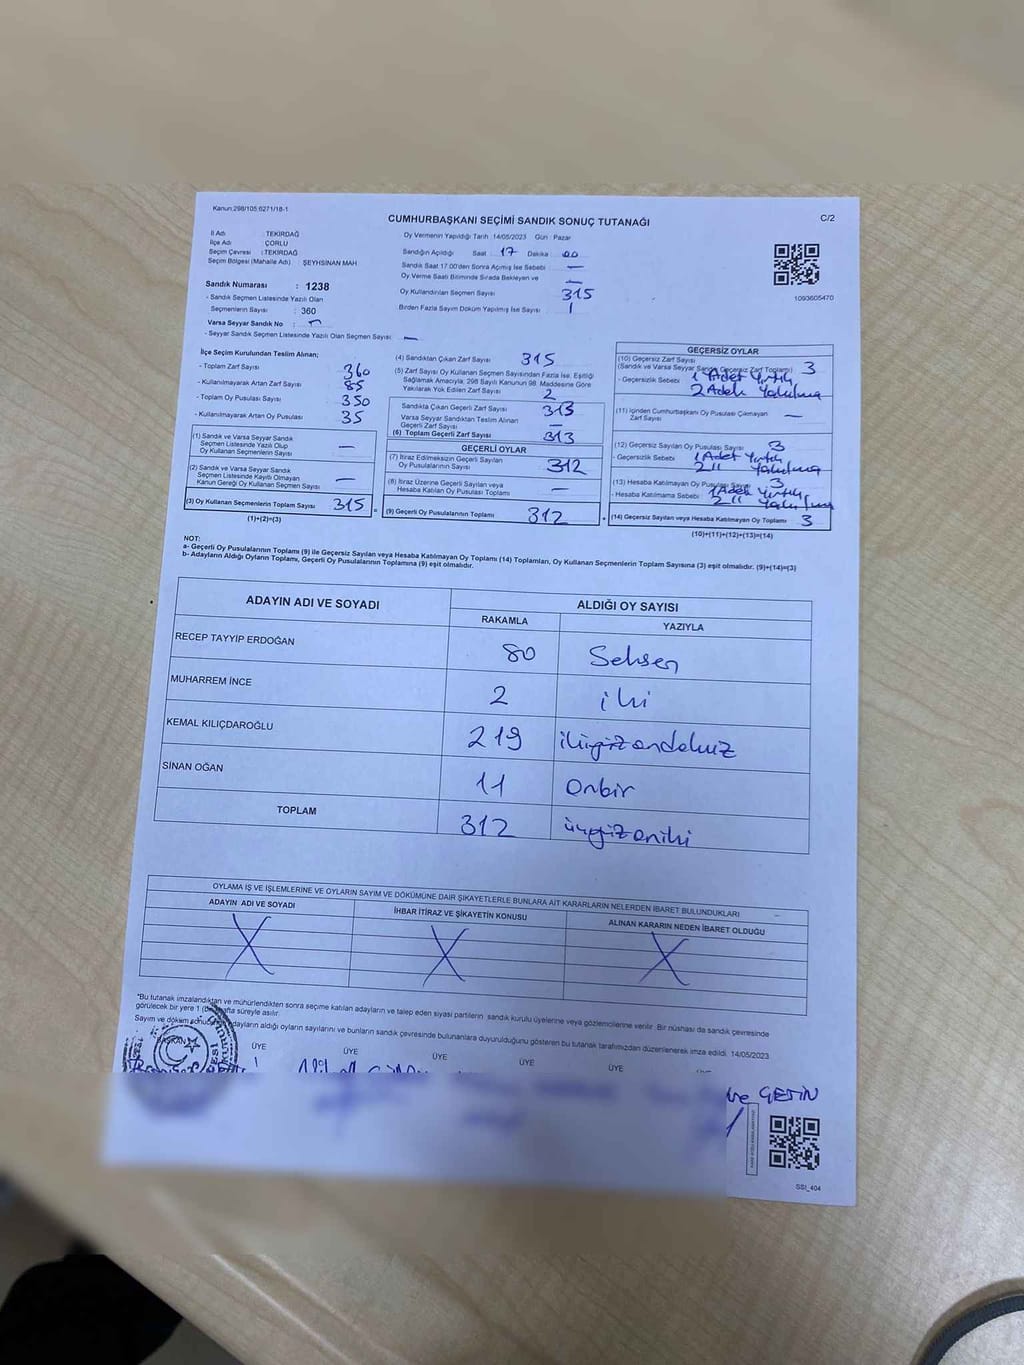 Kanun:298/105;6271/18-1
C/2
CUMHURBAŞKANI SEÇİMİ SANDIK SONUÇ TUTANAĞI
İl Adı : TEKİRDAĞ
İlçe Adı : ÇORLU
Seçim Çevresi : TEKİRDAĞ
Seçim Bölgesi (Mahalle Adı) : ŞEYHSİNAN MAH.
Sandık Numarası : 1238
- Sandık Seçmen Listesinde Yazılı Olan
Seçmenlerin Sayısı : 360
Varsa Seyyar Sandık No :
- Seyyar Sandık Seçmen Listesinde Yazılı Olan Seçmen Sayısı: —
Oy Vermenin Yapıldığı Tarih : 14/05/2023 Gün : Pazar
Sandığın Açıldığı Saat : 17 Dakika : 00
Sandık Saat 17.00'den Sonra Açılmış İse Sebebi : —
Oy Verme Saati Bitiminde Sırada Bekleyen ve
Oy Kullandırılan Seçmen Sayısı : 315
Birden Fazla Sayım Döküm Yapılmış İse Sayısı : 1
1093605470
İlçe Seçim Kurulundan Teslim Alınan;
- Toplam Zarf Sayısı : 360
- Kullanılmayarak Artan Zarf Sayısı : 85
- Toplam Oy Pusulası Sayısı : 350
- Kullanılmayarak Artan Oy Pusulası : 35
(1) Sandık ve Varsa Seyyar Sandık
Seçmen Listesinde Yazılı Olup
Oy Kullanan Seçmenlerin Sayısı : —
(2) Sandık ve Varsa Seyyar Sandık
Seçmen Listesinde Kayıtlı Olmayan
Kanun Gereği Oy Kullanan Seçmen Sayısı : —
(3) Oy Kullanan Seçmenlerin Toplam Sayısı : 315
(1)+(2)=(3)
(4) Sandıktan Çıkan Zarf Sayısı : 315
(5) Zarf Sayısı Oy Kullanan Seçmen Sayısından Fazla İse, Eşitliği
Sağlamak Amacıyla; 298 Sayılı Kanunun 98. Maddesine Göre
Yakılarak Yok Edilen Zarf Sayısı : 2
Sandıkta Çıkan Geçerli Zarf Sayısı : 313
Varsa Seyyar Sandıktan Teslim Alınan
Geçerli Zarf Sayısı : —
(6) Toplam Geçerli Zarf Sayısı : 313
GEÇERLİ OYLAR
(7) İtiraz Edilmeksizin Geçerli Sayılan
Oy Pusulalarının Sayısı : 312
(8) İtiraz Üzerine Geçerli Sayılan veya
Hesaba Katılan Oy Pusulası Toplamı : —
(9) Geçerli Oy Pusulalarının Toplamı : 312
GEÇERSİZ OYLAR
(10) Geçersiz Zarf Sayısı
(Sandık ve Varsa Seyyar Sandık Geçersiz Zarf Toplamı) : 3
- Geçersizlik Sebebi : 1 Adet Yırtık
2 Adet Yakılma
(11) İçinden Cumhurbaşkanı Oy Pusulası Çıkmayan
Zarf Sayısı : —
(12) Geçersiz Sayılan Oy Pusulası Sayısı : 3
- Geçersizlik Sebebi : 1 Adet Yırtık
2 " Yakılma
(13) Hesaba Katılmayan Oy Pusulası Sayısı : 3
- Hesaba Katılmama Sebebi : 1 Adet Yırtık
2 " Yakılma
(14) Geçersiz Sayılan veya Hesaba Katılmayan Oy Toplamı : 3
(10)+(11)+(12)+(13)=(14)
NOT:
a- Geçerli Oy Pusulalarının Toplamı (9) ile Geçersiz Sayılan veya Hesaba Katılmayan Oy Toplamı (14) Toplamları, Oy Kullanan Seçmenlerin Toplam Sayısına (3) eşit olmalıdır. (9)+(14)=(3)
b- Adayların Aldığı Oyların Toplamı, Geçerli Oy Pusulalarının Toplamına (9) eşit olmalıdır.
ADAYIN ADI VE SOYADI
ALDIĞI OY SAYISI
RAKAMLA YAZIYLA
RECEP TAYYİP ERDOĞAN 80 Seksen
MUHARREM İNCE 2 iki
KEMAL KILIÇDAROĞLU 219 ikiyüzondokuz
SİNAN OĞAN 11 onbir
TOPLAM 312 üçyüzoniki
OYLAMA İŞ VE İŞLEMLERİNE VE OYLARIN SAYIM VE DÖKÜMÜNE DAİR ŞİKAYETLERLE BUNLARA AİT KARARLARIN NELERDEN İBARET BULUNDUKLARI
ADAYIN ADI VE SOYADI İHBAR İTİRAZ VE ŞİKAYETİN KONUSU ALINAN KARARIN NEDEN İBARET OLDUĞU
X X X
*Bu tutanak imzalandıktan ve mühürlendikten sonra seçime katılan adayların ve talep eden siyasi partilerin sandık kurulu üyelerine veya gözlemcilerine verilir. Bir nüshası da sandık çevresinde
görülecek bir yere 1 (bir) hafta süreyle asılır.
Sayım ve döküm sonucunda adayların aldığı oyların sayılarını ve bunların sandık çevresinde bulunanlara duyurulduğunu gösteren bu tutanak tarafımızdan düzenlenerek imza edildi. 14/05/2023
BAŞKAN ÜYE ÜYE ÜYE ÜYE ÜYE
ÇETİN
SSI_404